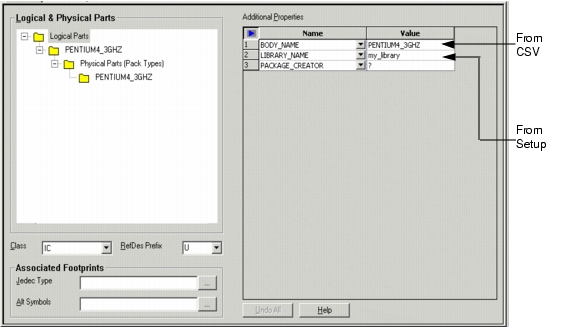 Logical & Physical Parts
Logical Parts
PENTIUM4_3GHZ
Physical Parts (Pack Types)
PENTIUM4_3GHZ
Class
IC
RefDes Prefix
U
Associated Footprints
Jedec Type
...
Alt Symbols
...
Additional Properties
Name Value
1 BODY_NAME PENTIUM4_3GHZ
2 LIBRARY_NAME my_library
3 PACKAGE_CREATOR ?
Undo All
Help
From
CSV
From
Setup